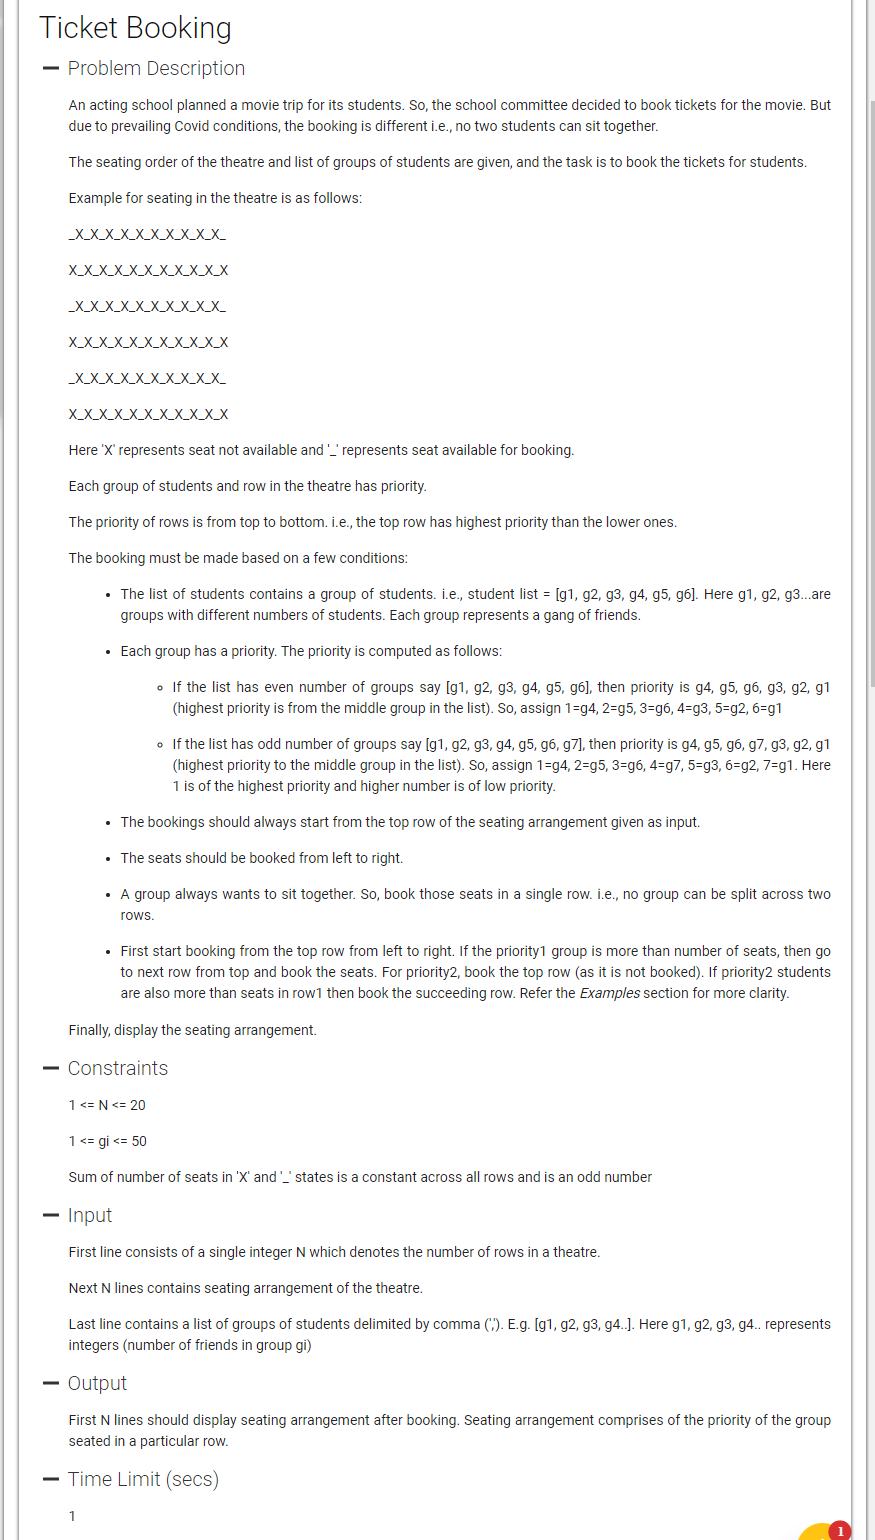 Ticket Booking
Problem Description
An acting school planned a movie trip for its students. So, the school committee decided to book tickets for the movie. But
due to prevailing Covid conditions, the booking is different i.e., no two students can sit together.
The seating order of the theatre and list of groups of students are given, and the task is to book the tickets for students.
Example for seating in the theatre is as follows:
_X_X_X_X_X_X_X_X_X_X_
X_X_X_X_X_X_X_X_X_X_X
_X_X_X_X_X_X_X_X_X_X_
X_X_X_X_X_X_X_X_X_X_X
_X_X_X_X_X_X_X_X_X_X_
X_X_X_X_X_X_X_X_X_X_X
Here 'X' represents seat not available and '_' represents seat available for booking.
Each group of students and row in the theatre has priority.
The priority of rows is from top to bottom. i.e., the top row has highest priority than the lower ones.
The booking must be made based on a few conditions:
• The list of students contains a group of students. i.e., student list = [g1, g2, g3, g4, g5, g6]. Here g1, g2, g3...are
groups with different numbers of students. Each group represents a gang of friends.
• Each group has a priority. The priority is computed as follows:
◦ If the list has even number of groups say [g1, g2, g3, g4, g5, g6], then priority is g4, g5, g6, g3, g2, g1
(highest priority is from the middle group in the list). So, assign 1=g4, 2=g5, 3=g6, 4=g3, 5=g2, 6=g1
◦ If the list has odd number of groups say [g1, g2, g3, g4, g5, g6, g7], then priority is g4, g5, g6, g7, g3, g2, g1
(highest priority to the middle group in the list). So, assign 1=g4, 2=g5, 3=g6, 4=g7, 5=g3, 6=g2, 7=g1. Here
1 is of the highest priority and higher number is of low priority.
• The bookings should always start from the top row of the seating arrangement given as input.
• The seats should be booked from left to right.
• A group always wants to sit together. So, book those seats in a single row. i.e., no group can be split across two
rows.
• First start booking from the top row from left to right. If the priority1 group is more than number of seats, then go
to next row from top and book the seats. For priority2, book the top row (as it is not booked). If priority2 students
are also more than seats in row1 then book the succeeding row. Refer the Examples section for more clarity.
Finally, display the seating arrangement.
Constraints
1 <= N <= 20
1 <= gi <= 50
Sum of number of seats in 'X' and '_' states is a constant across all rows and is an odd number
Input
First line consists of a single integer N which denotes the number of rows in a theatre.
Next N lines contains seating arrangement of the theatre.
Last line contains a list of groups of students delimited by comma (','). E.g. [g1, g2, g3, g4..]. Here g1, g2, g3, g4.. represents
integers (number of friends in group gi)
Output
First N lines should display seating arrangement after booking. Seating arrangement comprises of the priority of the group
seated in a particular row.
Time Limit (secs)
1
1